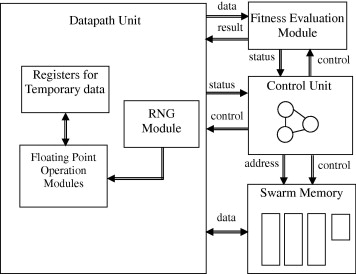 Datapath Unit
data
result
Fitness Evaluation
Module
status
control
Registers for
Temporary data
RNG
Module
status
control
Control Unit
Floating Point
Operation
Modules
address
control
data
Swarm Memory